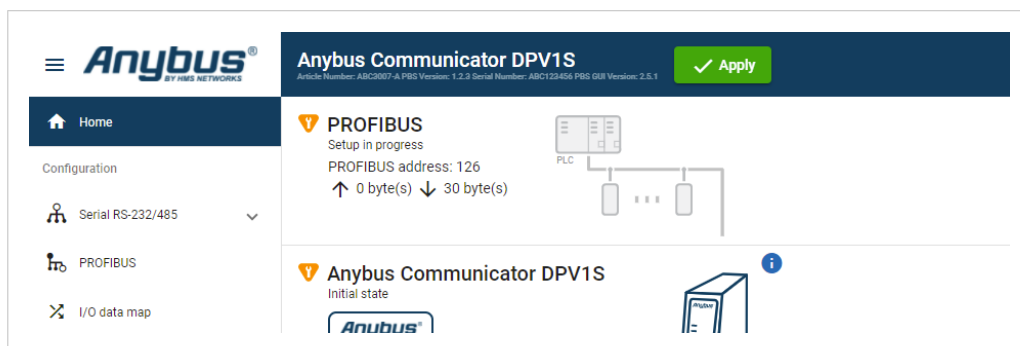 Anybus®
BY HMS NETWORKS
Anybus Communicator DPV1S
Article Number: ABC3007-A PBS Version: 1.2.3 Serial Number: ABC123456 PBS GUI Version: 2.5.1
Apply
Home
Configuration
Serial RS-232/485
PROFIBUS
I/O data map
PROFIBUS
Setup in progress
PROFIBUS address: 126
0 byte(s) 30 byte(s)
PLC
Anybus Communicator DPV1S
Initial state
Anybus®
Anybus